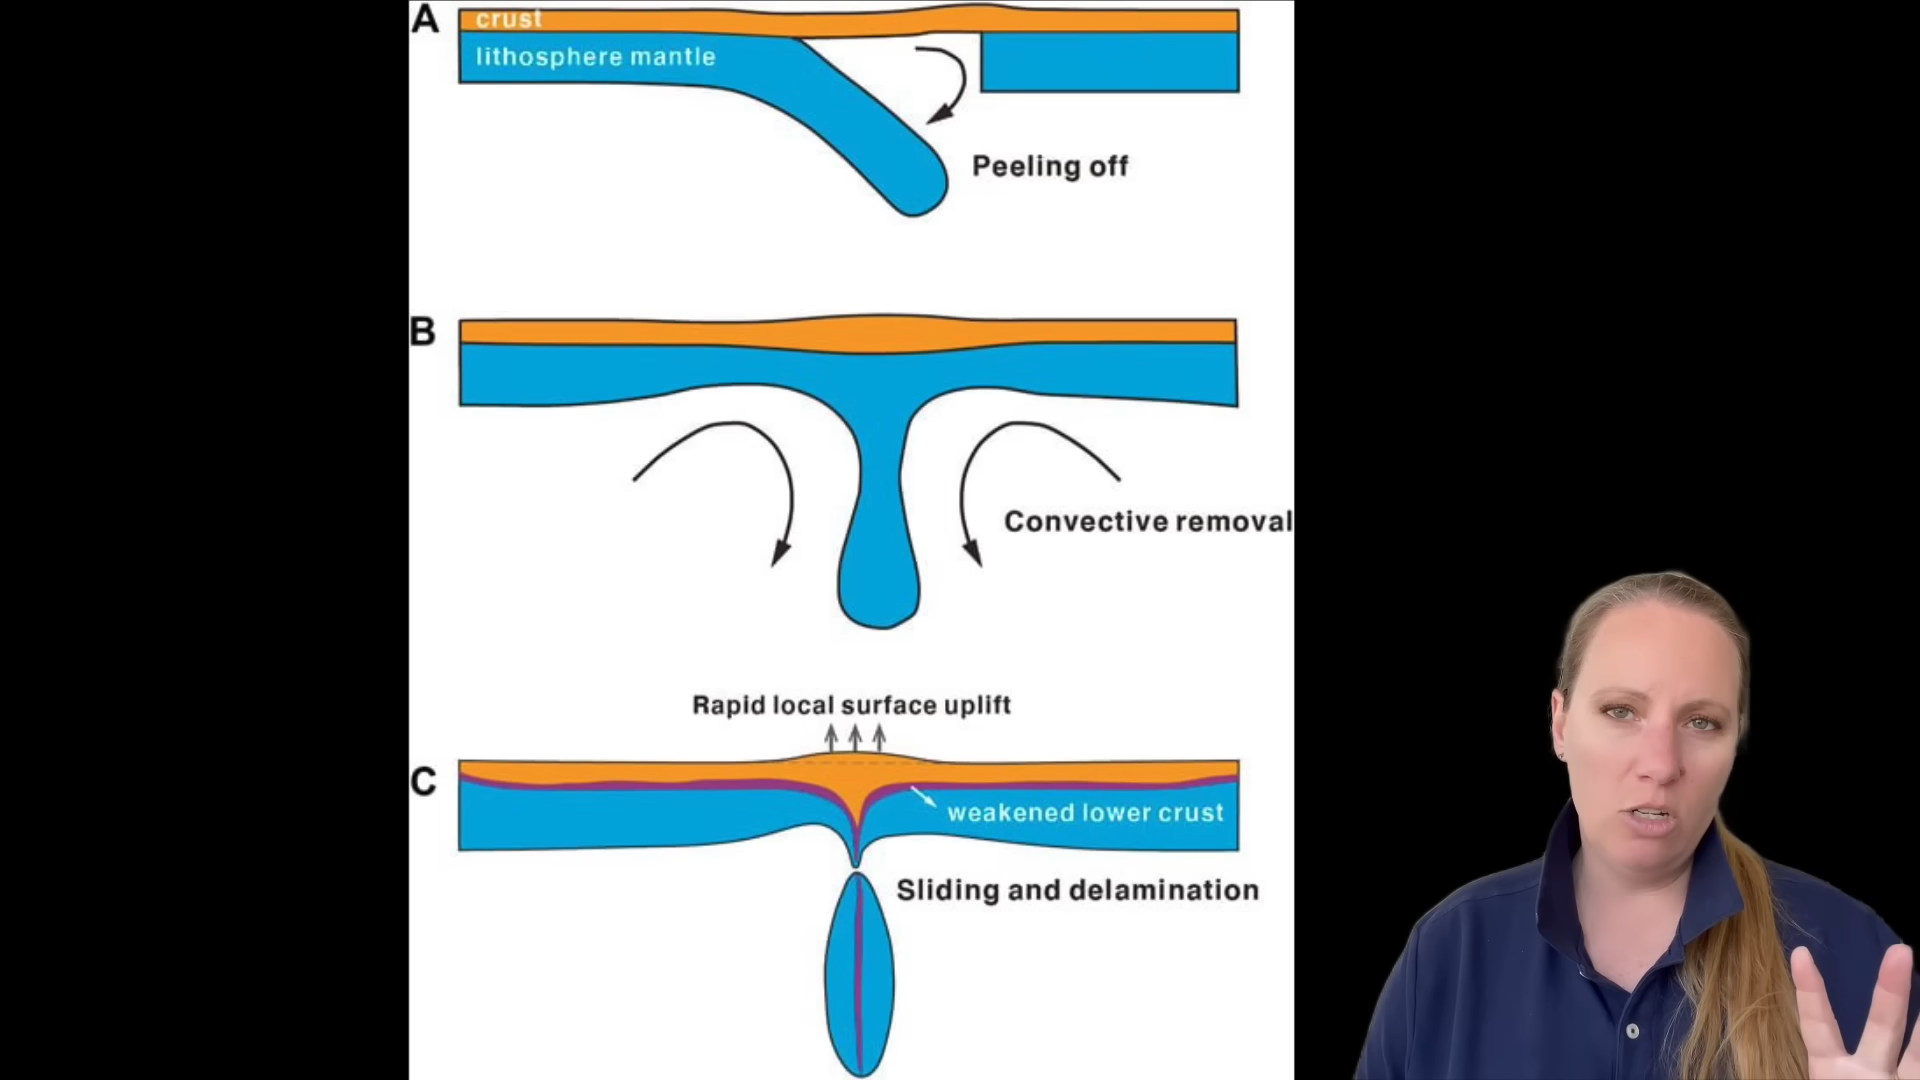 A
crust
lithosphere mantle
Peeling off
B
Convective removal
Rapid local surface uplift
C
weakened lower crust
Sliding and delamination